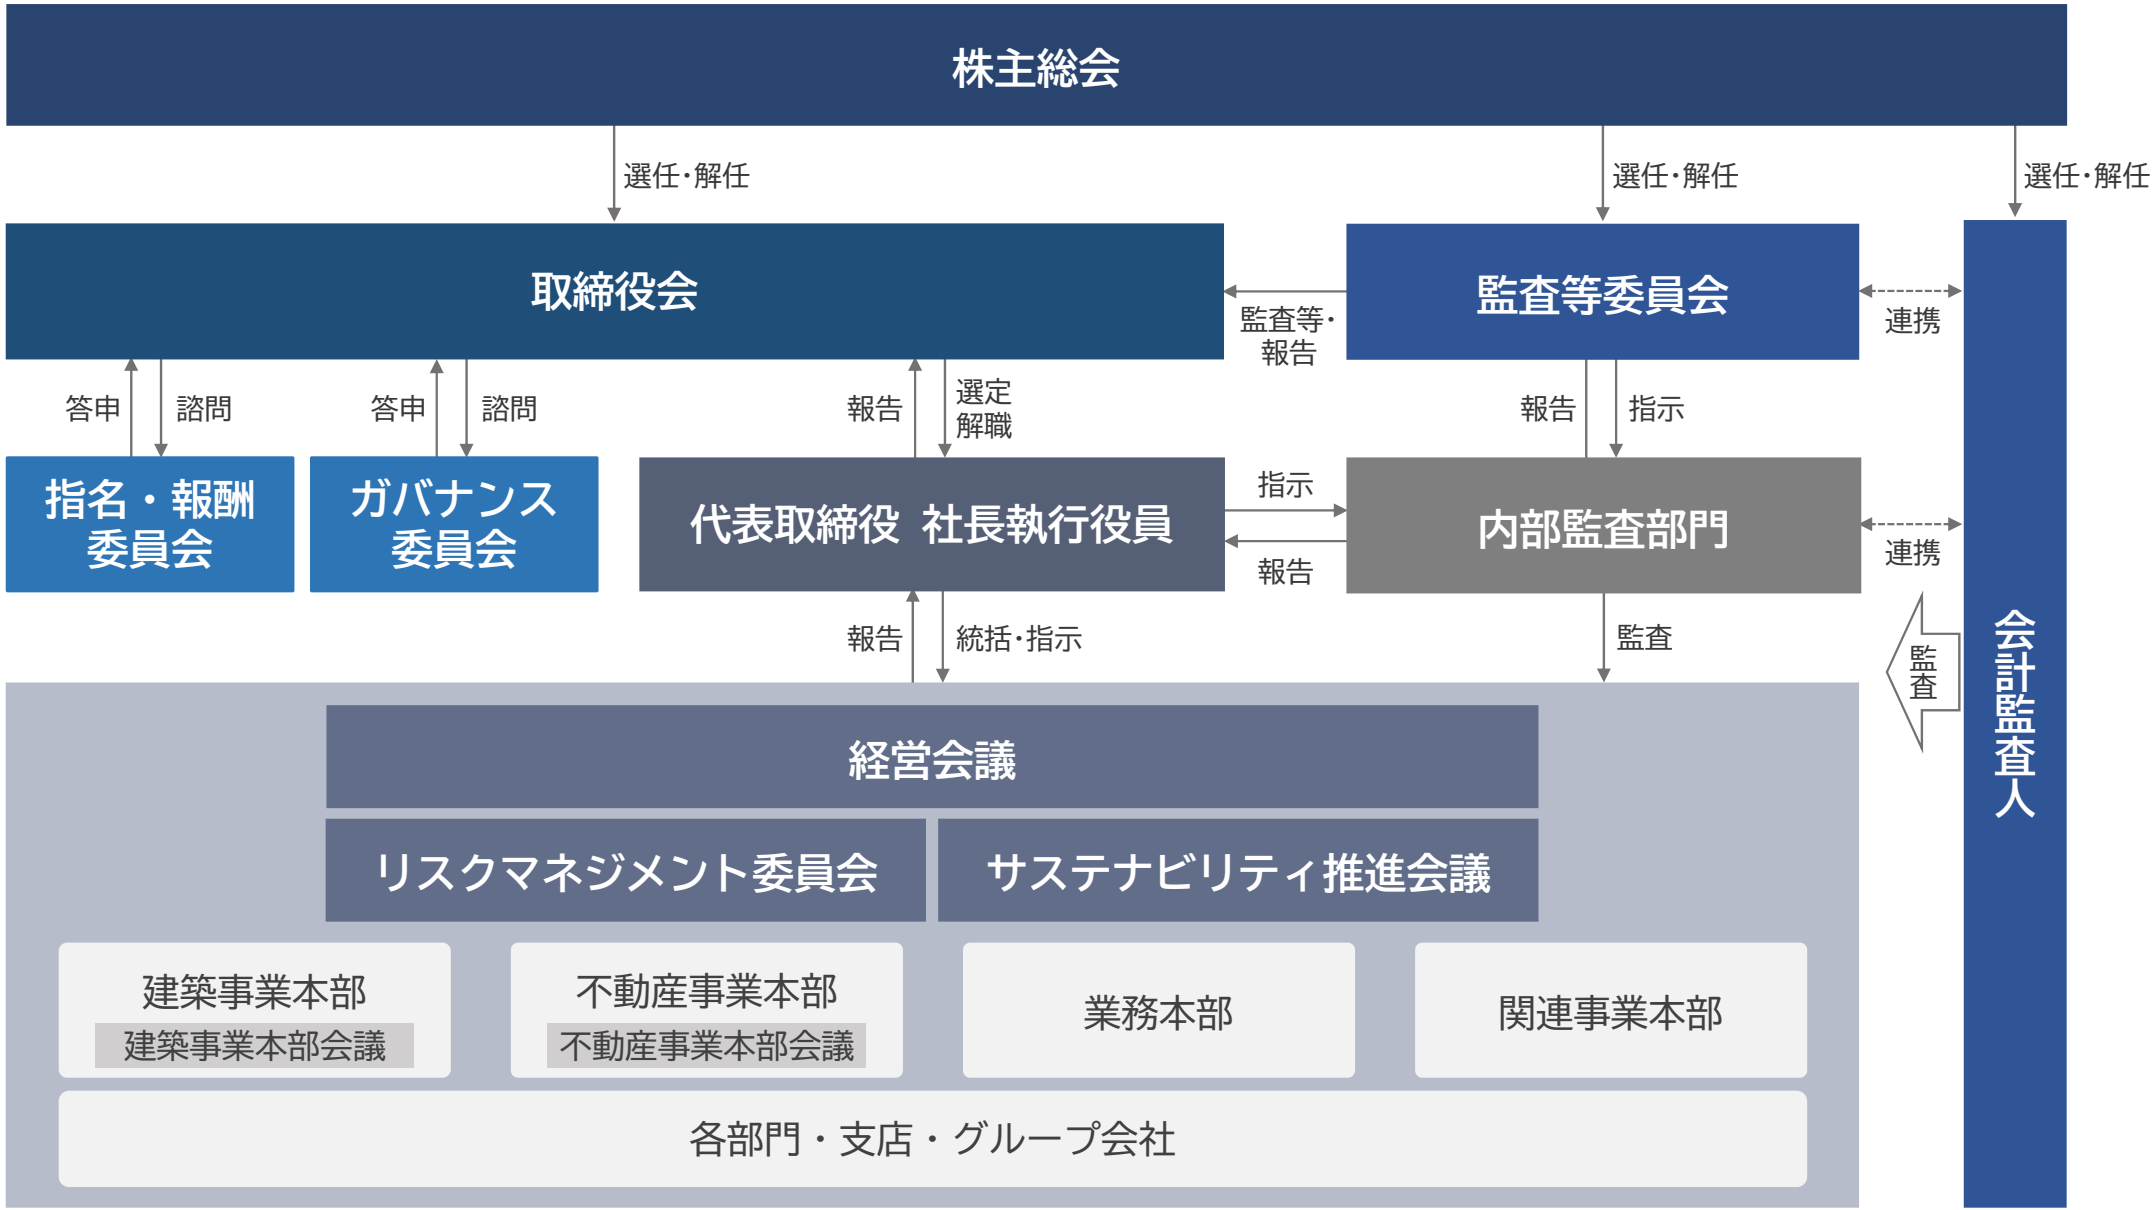 株主総会
選任･解任
選任･解任
選任･解任
取締役会
監査等委員会
監査等･
報告
連携
答申
諮問
答申
諮問
報告
選定
解職
報告
指示
指名・報酬
委員会
ガバナンス
委員会
代表取締役 社長執行役員
指示
報告
内部監査部門
連携
会計監査人
報告
統括･指示
監査
監査
経営会議
リスクマネジメント委員会
サステナビリティ推進会議
建築事業本部
建築事業本部会議
不動産事業本部
不動産事業本部会議
業務本部
関連事業本部
各部門・支店・グループ会社